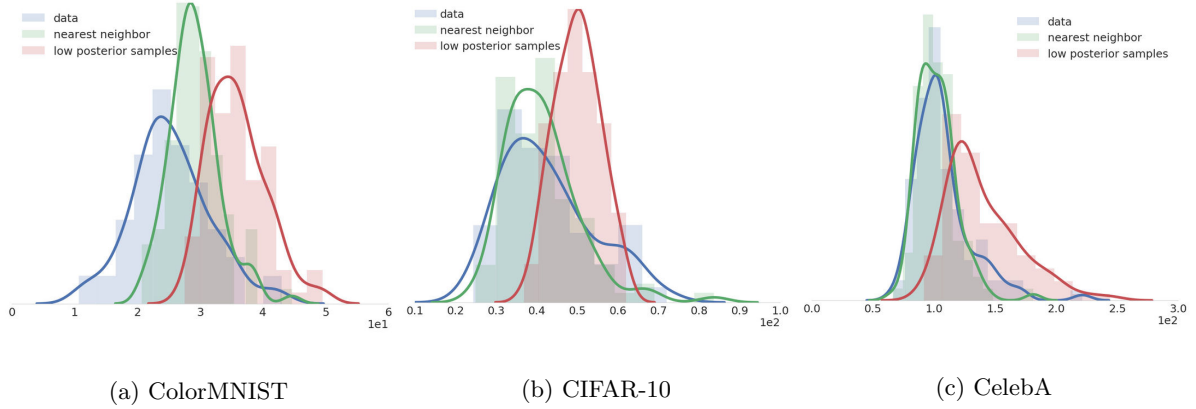 data
nearest neighbor
low posterior samples
0 1 2 3 4 5 6
1e1
(a) ColorMNIST
data
nearest neighbor
low posterior samples
0.1 0.2 0.3 0.4 0.5 0.6 0.7 0.8 0.9 1.0
1e2
(b) CIFAR-10
data
nearest neighbor
low posterior samples
0.0 0.5 1.0 1.5 2.0 2.5 3.0
1e2
(c) CelebA